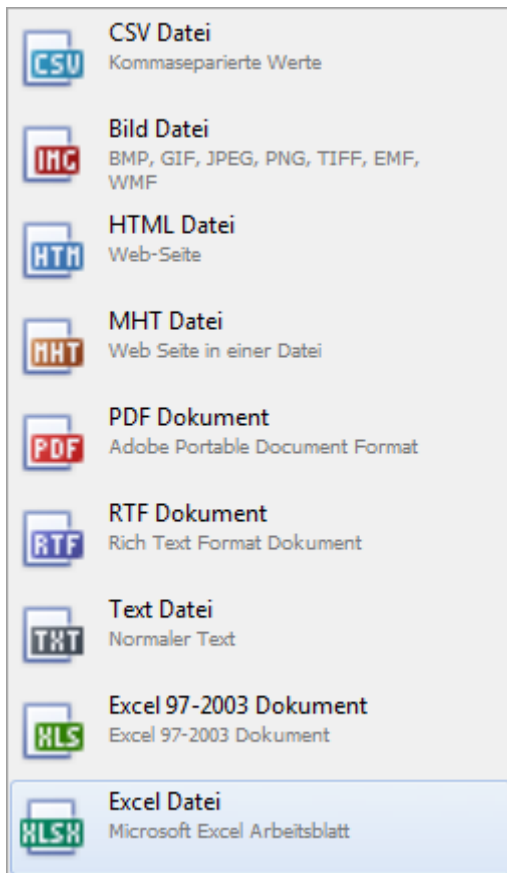 CSV Datei
CSV
Kommaseparierte Werte
Bild Datei
IMG
BMP, GIF, JPEG, PNG, TIFF, EMF,
WMF
HTML Datei
HTM
Web-Seite
MHT Datei
MHT
Web Seite in einer Datei
PDF Dokument
PDF
Adobe Portable Document Format
RTF Dokument
RTF
Rich Text Format Dokument
Text Datei
TXT
Normaler Text
Excel 97-2003 Dokument
XLS
Excel 97-2003 Dokument
Excel Datei
XLSX
Microsoft Excel Arbeitsblatt